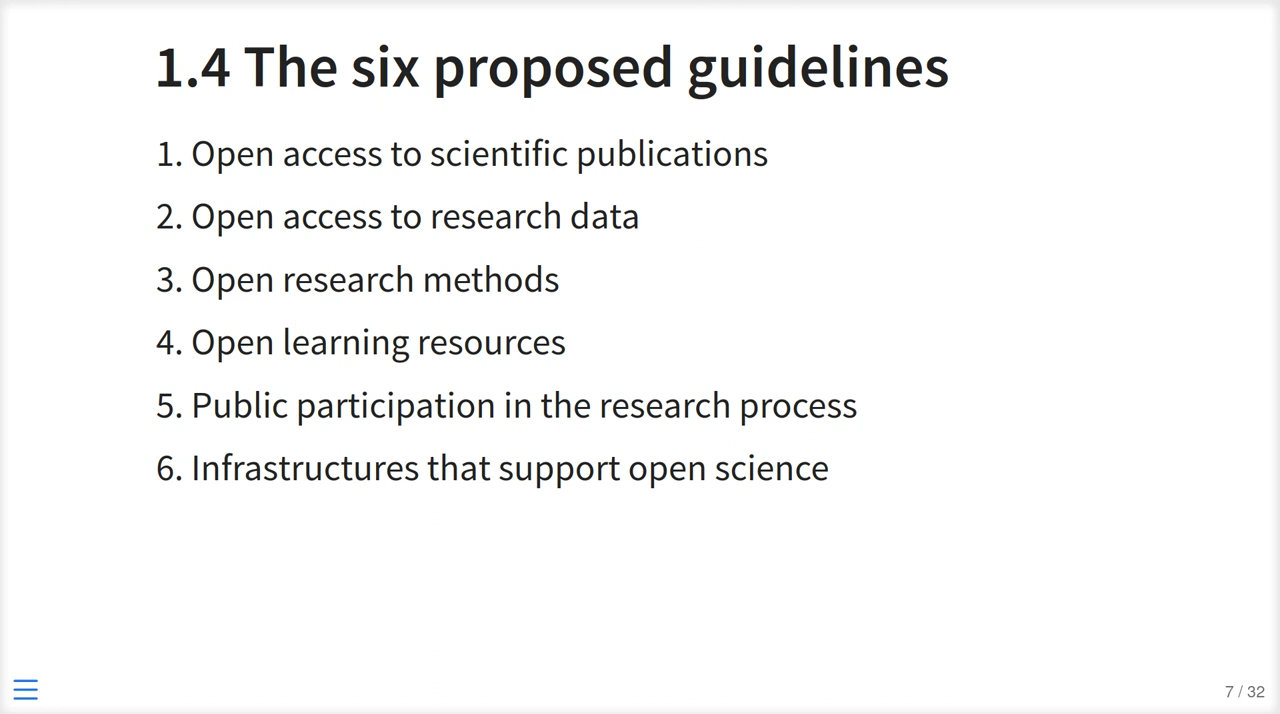 1.4 The six proposed guidelines
1. Open access to scientific publications
2. Open access to research data
3. Open research methods
4. Open learning resources
5. Public participation in the research process
6. Infrastructures that support open science
7 / 32